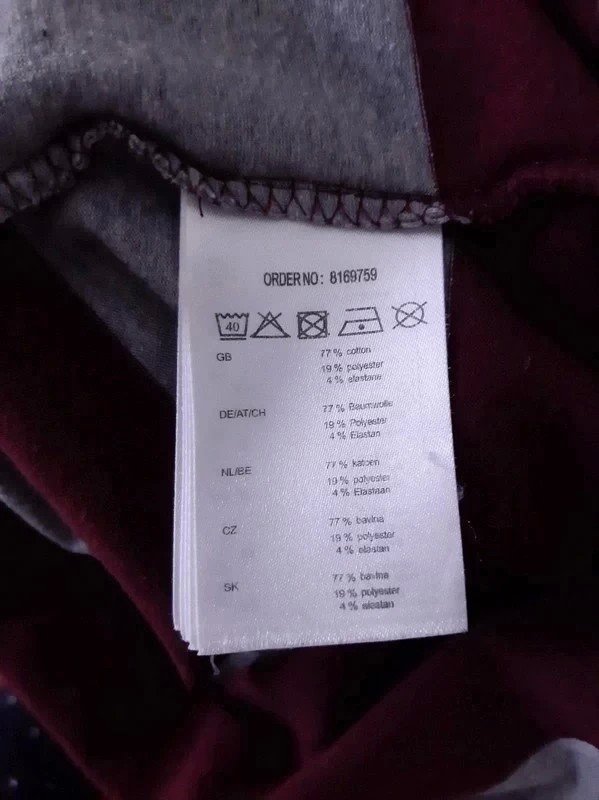 ORDER NO: 8169759
40
GB 77 % cotton
19 % polyester
4 % elastane
DE/AT/CH 77 % Baumwolle
19 % Polyester
4 % Elastan
NL/BE 77 % katoen
19 % polyester
4 % Elastaan
CZ 77 % bavlna
19 % polyester
4 % elastan
SK 77 % bavlna
19 % polyester
4 % elastan